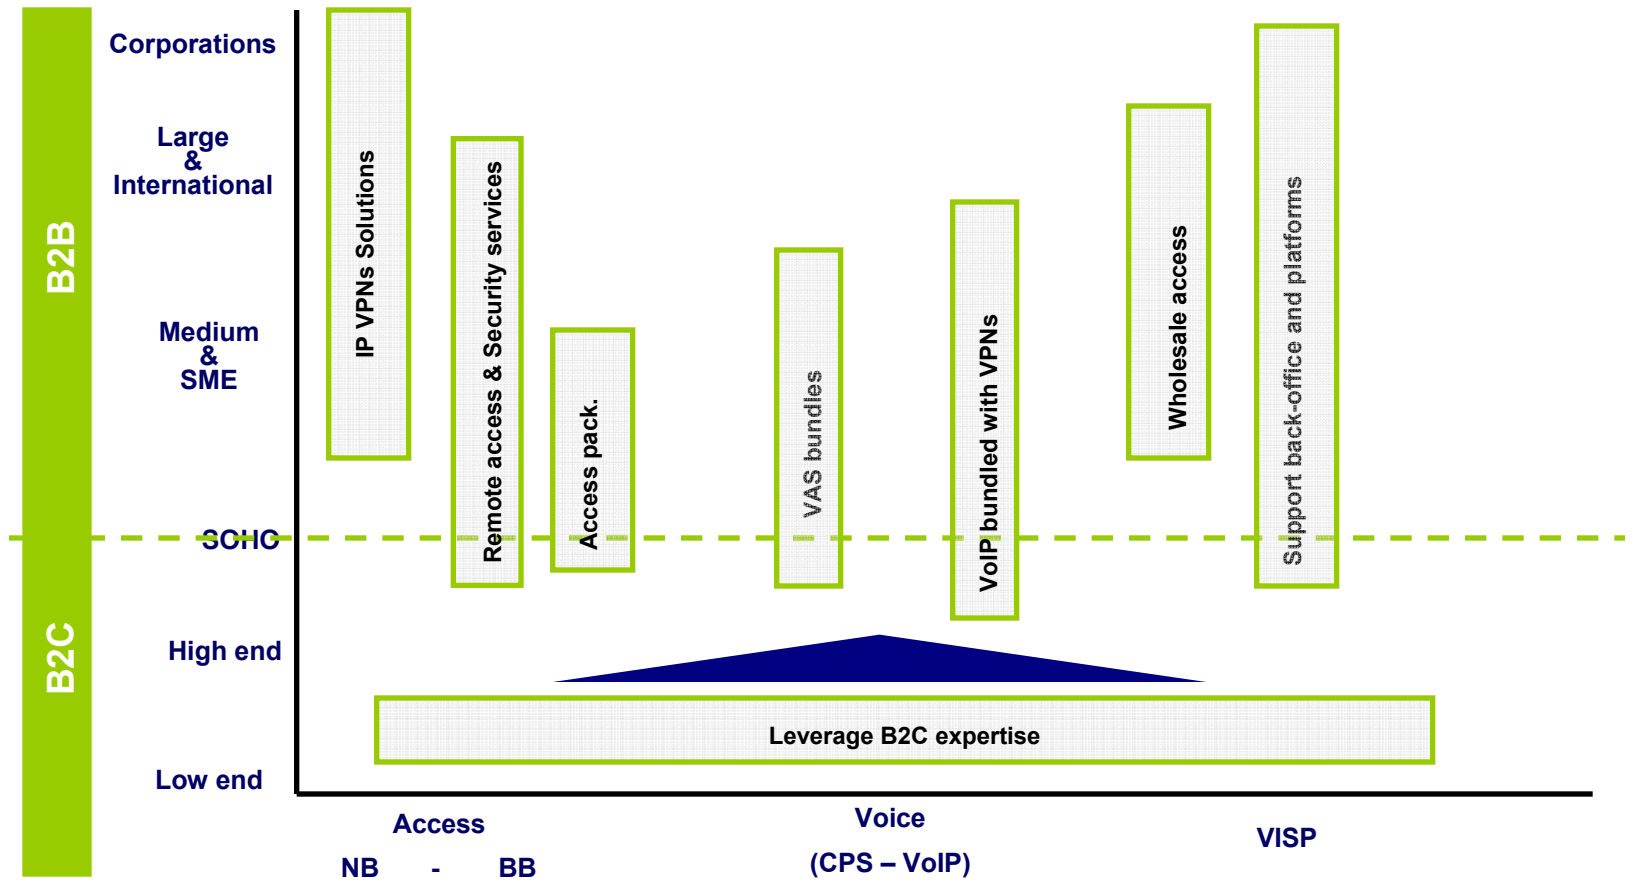 Corporations
Large
&
International
Medium
&
SME
SOHO
High end
Low end
B2B
B2C
IP VPNs Solutions
Remote access & Security services
Access pack.
VAS bundles
VoIP bundled with VPNs
Wholesale access
Support back-office and platforms
Leverage B2C expertise
Access
NB - BB
Voice
(CPS – VoIP)
VISP